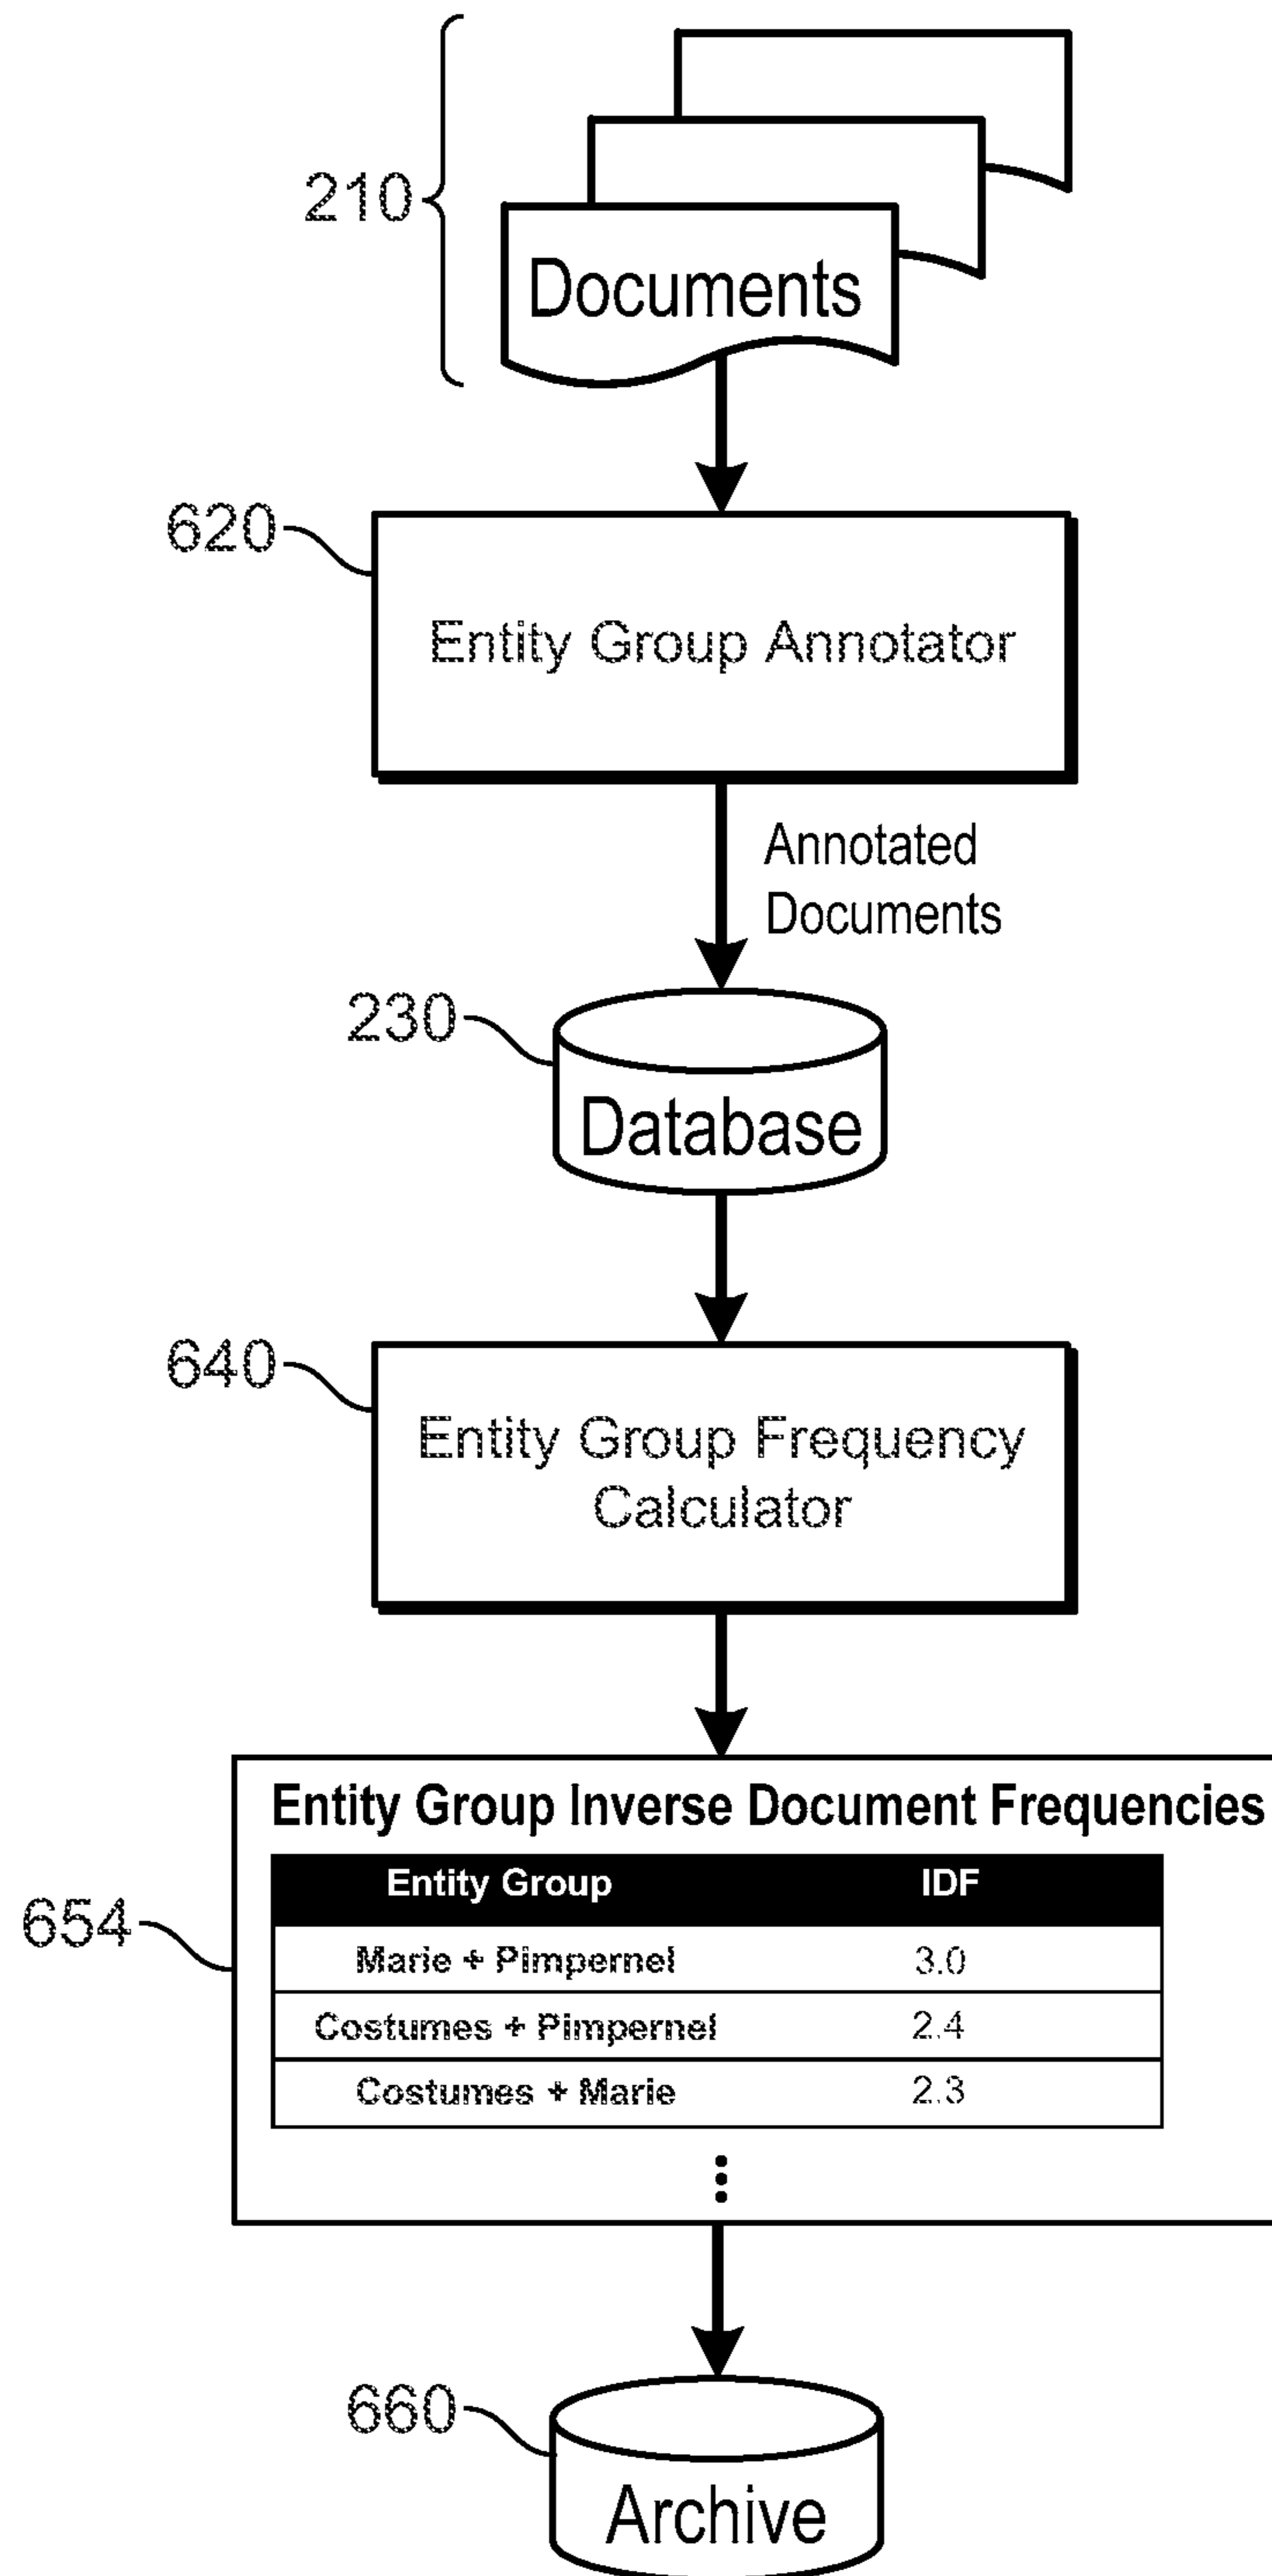 210
Documents
620
Entity Group Annotator
Annotated
Documents
230
Database
640
Entity Group Frequency
Calculator
Entity Group Inverse Document Frequencies
Entity Group IDF
654
Marie + Pimpernel 3.0
Costumes + Pimpernel 2.4
Costumes + Marie 2.3
660
Archive